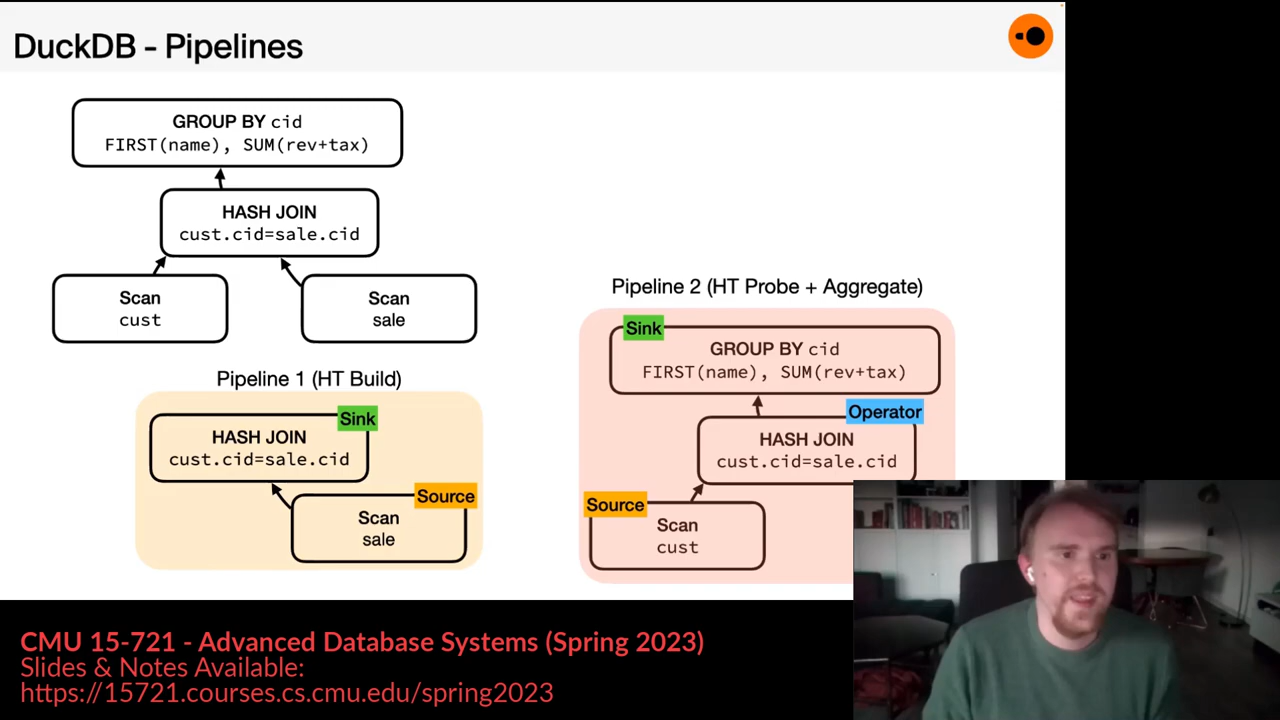 DuckDB - Pipelines
GROUP BY cid
FIRST(name), SUM(rev+tax)
HASH JOIN
cust.cid=sale.cid
Scan
cust
Scan
sale
Pipeline 1 (HT Build)
Sink
HASH JOIN
cust.cid=sale.cid
Source
Scan
sale
Pipeline 2 (HT Probe + Aggregate)
Sink
GROUP BY cid
FIRST(name), SUM(rev+tax)
Operator
HASH JOIN
cust.cid=sale.cid
Source
Scan
cust
CMU 15-721 - Advanced Database Systems (Spring 2023)
Slides & Notes Available:
https://15721.courses.cs.cmu.edu/spring2023